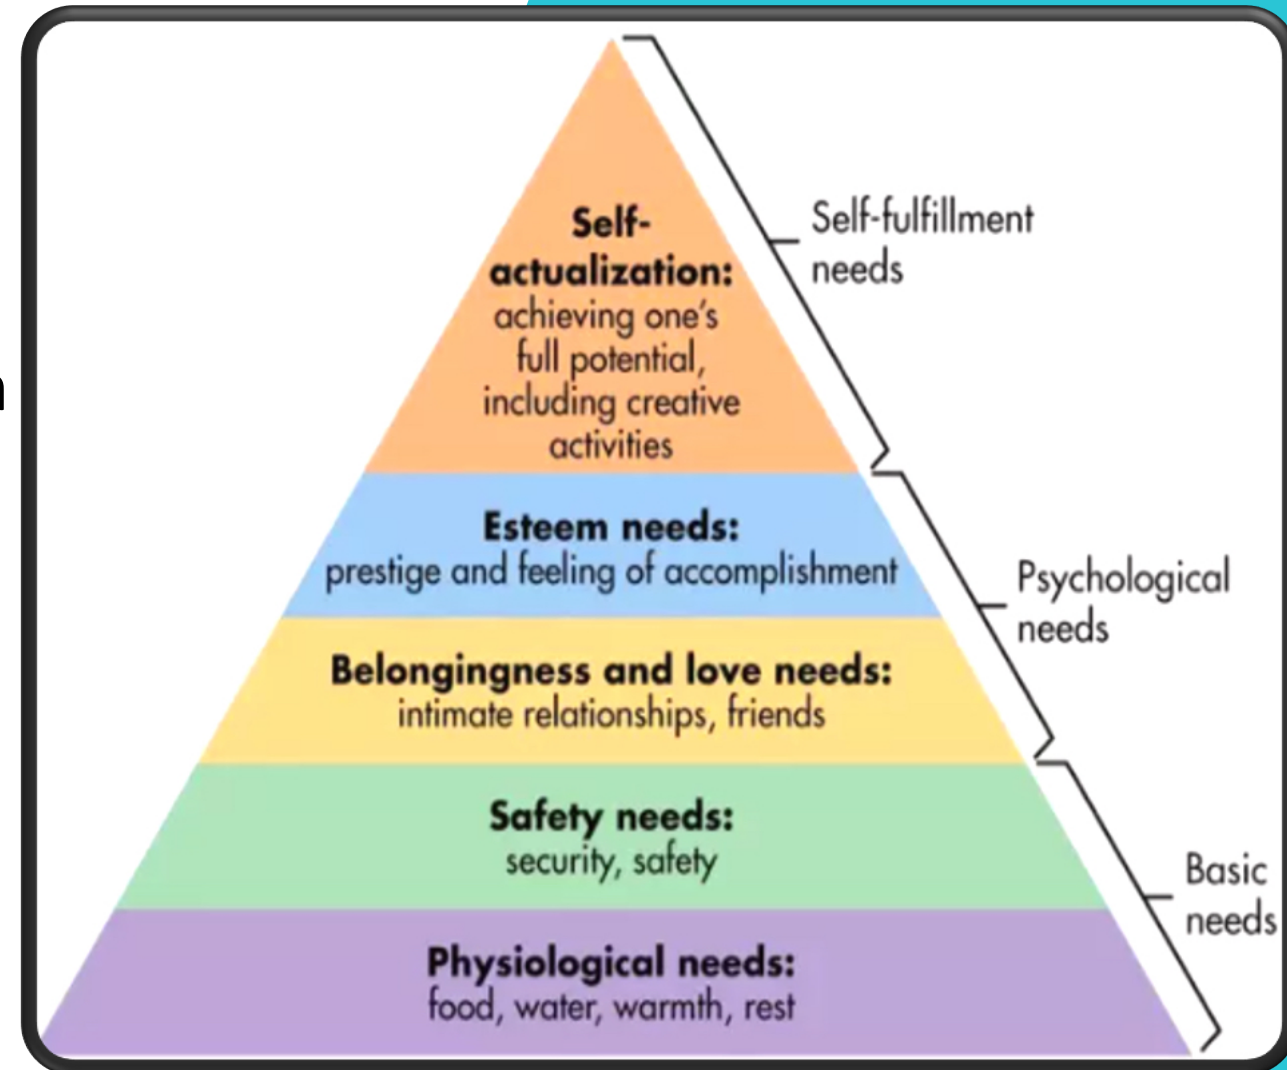 Self-
actualization:
achieving one's
full potential,
including creative
activities
Self-fulfillment
needs
Esteem needs:
prestige and feeling of accomplishment
Psychological
needs
Belongingness and love needs:
intimate relationships, friends
Safety needs:
security, safety
Basic
needs
Physiological needs:
food, water, warmth, rest